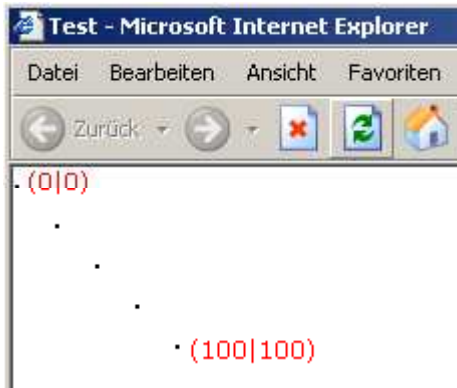 Test - Microsoft Internet Explorer
Datei Bearbeiten Ansicht Favoriten
Zurück
(0|0)
(100|100)